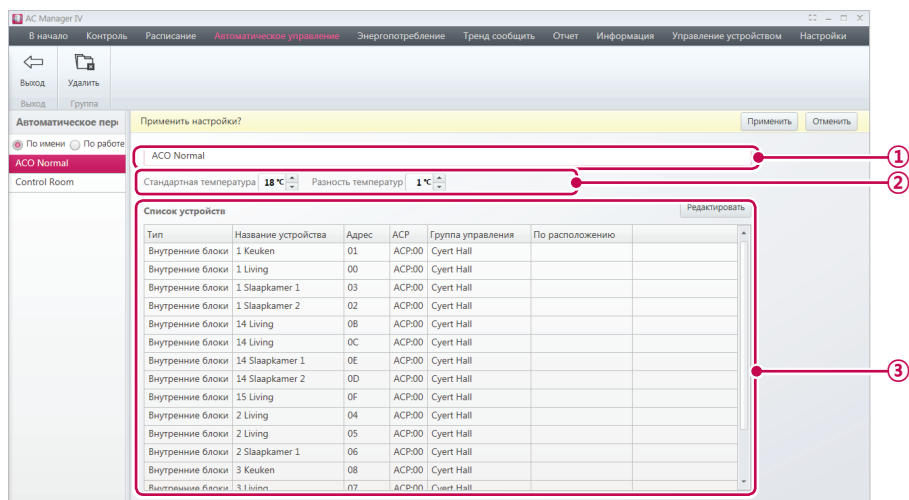 AC Manager IV
В начало Контроль Расписание Автоматическое управление Энергопотребление Тренд сообщить Отчет Информация Управление устройством Настройки
Выход Удалить
Выход Группа
Автоматическое пер
Применить настройки? Применить Отменить
По имени По работе
ACO Normal
Control Room
ACO Normal
1
Стандартная температура 18 ℃ Разность температур 1 ℃
2
Список устройств Редактировать
Тип Название устройства Адрес ACP Группа управления По расположению
Внутренние блоки 1 Keuken 01 ACP:00 Cyert Hall
Внутренние блоки 1 Living 00 ACP:00 Cyert Hall
Внутренние блоки 1 Slaapkamer 1 03 ACP:00 Cyert Hall
Внутренние блоки 1 Slaapkamer 2 02 ACP:00 Cyert Hall
Внутренние блоки 14 Living 0B ACP:00 Cyert Hall
Внутренние блоки 14 Living 0C ACP:00 Cyert Hall
Внутренние блоки 14 Slaapkamer 1 0E ACP:00 Cyert Hall
Внутренние блоки 14 Slaapkamer 2 0D ACP:00 Cyert Hall
3
Внутренние блоки 15 Living 0F ACP:00 Cyert Hall
Внутренние блоки 2 Living 04 ACP:00 Cyert Hall
Внутренние блоки 2 Living 05 ACP:00 Cyert Hall
Внутренние блоки 2 Slaapkamer 1 06 ACP:00 Cyert Hall
Внутренние блоки 3 Keuken 08 ACP:00 Cyert Hall
Внутренние блоки 3 Living 07 ACP:00 Cyert Hall